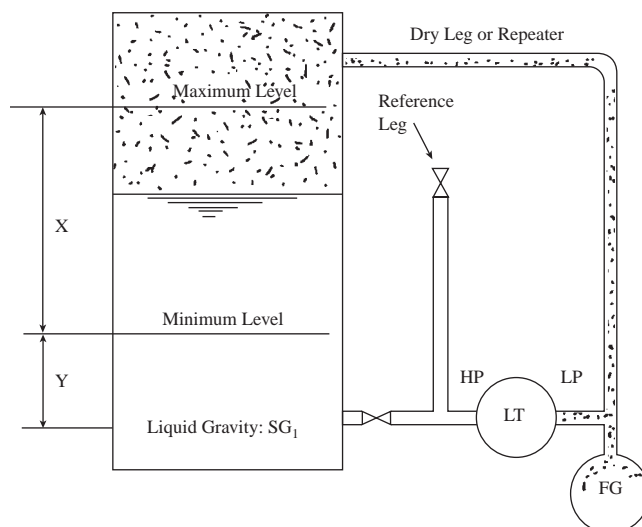 Dry Leg or Repeater
Maximum Level
Reference
Leg
X
Minimum Level
Y
HP
LP
LT
Liquid Gravity: SG₁
FG